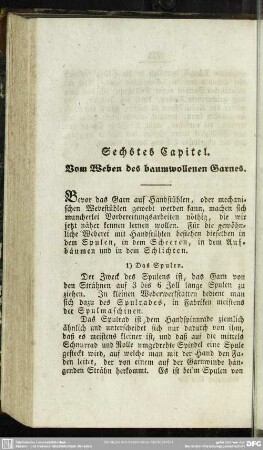 Sechstes Capitel.
Vom Weben des baumwollenen Garnes.
Bevor das Garn auf Handstühlen, oder mechani-
schen Webestühlen gewebt werden kann, machen sich
mancherlei Vorbereitungsarbeiten nöthig, die wir
jetzt näher kennen lernen wollen. Für die gewöhn-
liche Weberei mit Handstühlen bestehen dieselben in
dem Spulen, in dem Scheeren, in dem Auf-
bäumen und in dem Schlichten.
1) Das Spulen.
Der Zweck des Spulens ist, das Garn von
den Strähnen auf 3 bis 6 Zoll lange Spulen zu
ziehen. In kleinen Weberwerkstätten bedient man
sich dazu des Spulrades, in Fabriken meistens
der Spulmaschinen.
Das Spulrad ist dem Handspinnrade ziemlich
ähnlich und unterscheidet sich nur dadurch von ihm,
daß es meistens kleiner ist, und daß auf die mittels
Schnurrad und Rolle umgedrehte Spindel eine Spule
gesteckt wird, auf welche man mit der Hand den Fa-
den leitet, der von einem auf der Garnwinde hän-
genden Strähn herkommt. Es ist beim Spulen von